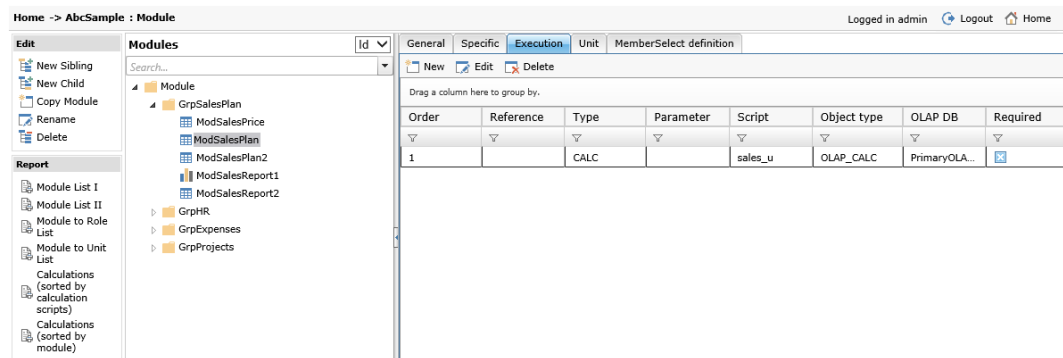 Home -> AbcSample : Module
Logged in admin Logout Home
Edit
New Sibling
New Child
Copy Module
Rename
Delete
Report
Module List I
Module List II
Module to Role
List
Module to Unit
List
Calculations
(sorted by
calculation
scripts)
Calculations
(sorted by
module)
Modules Id
Search...
Module
GrpSalesPlan
ModSalesPrice
ModSalesPlan
ModSalesPlan2
ModSalesReport1
ModSalesReport2
GrpHR
GrpExpenses
GrpProjects
General Specific Execution Unit MemberSelect definition
New Edit Delete
Drag a column here to group by.
Order Reference Type Parameter Script Object type OLAP DB Required
1 CALC sales_u OLAP_CALC PrimaryOLA...